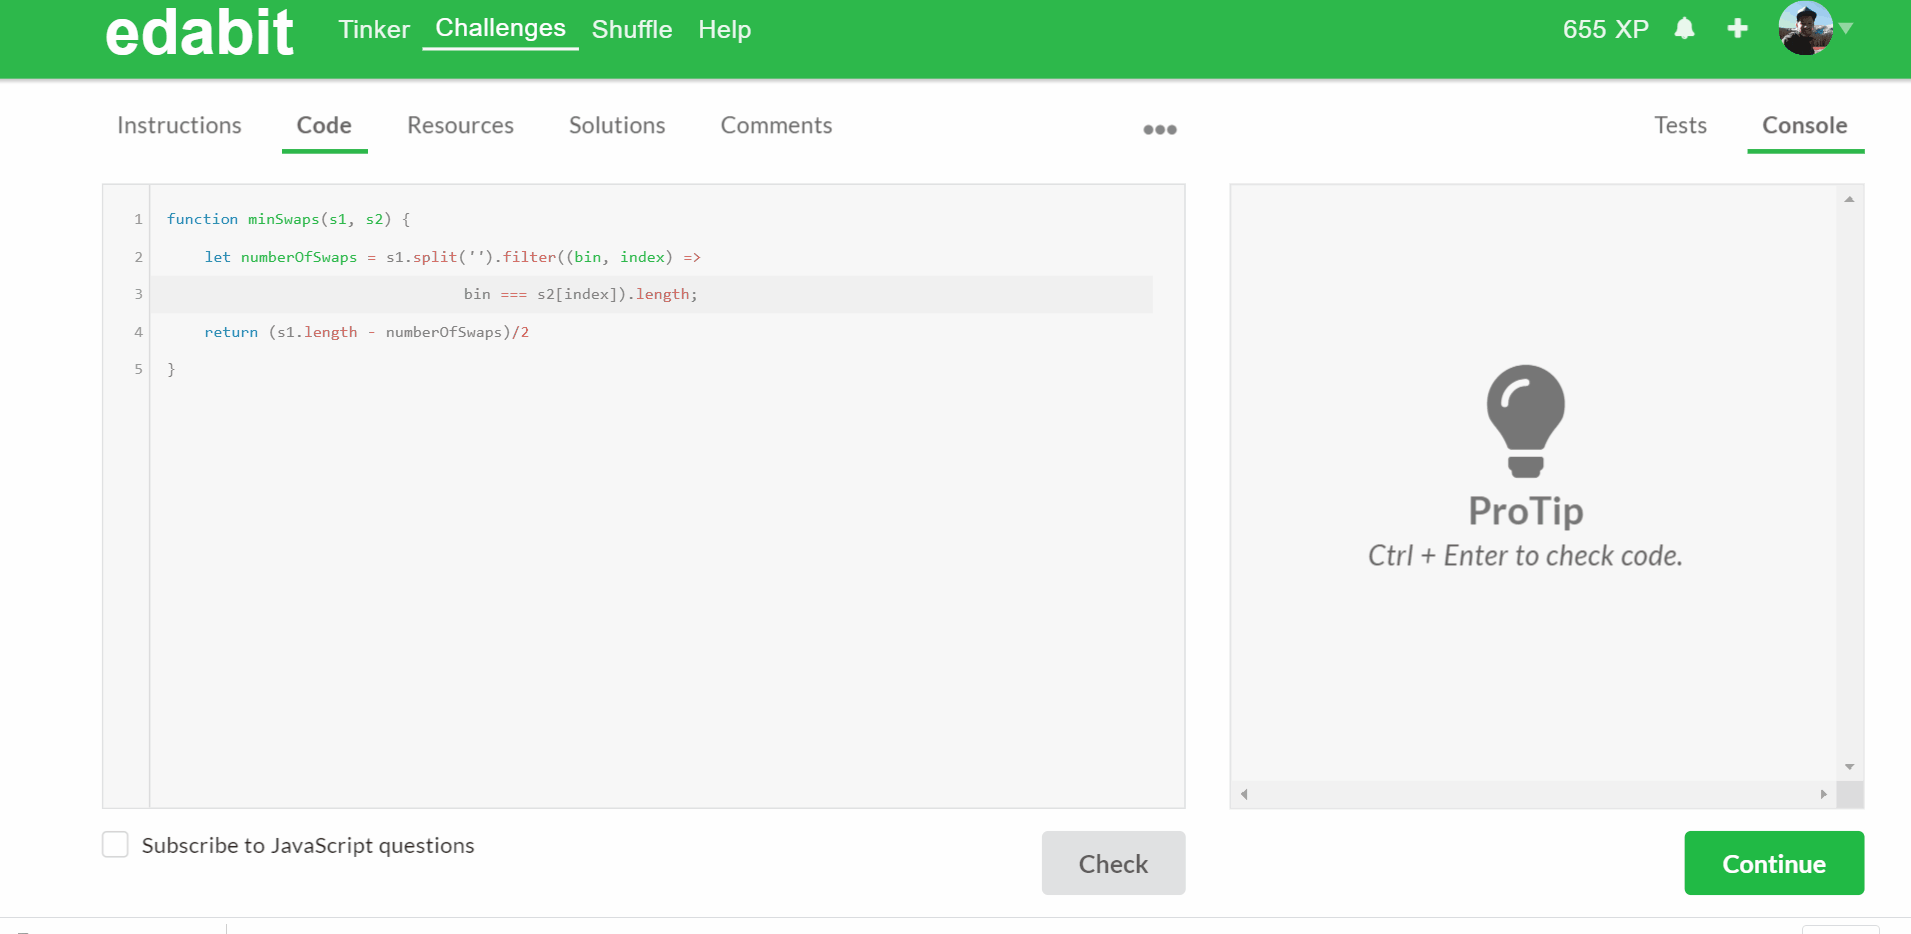 edabit Tinker Challenges Shuffle Help 655 XP
Instructions Code Resources Solutions Comments ••• Tests Console
1 function minSwaps(s1, s2) {
2 let numberOfSwaps = s1.split('').filter((bin, index) =>
3 bin === s2[index]).length;
4 return (s1.length - numberOfSwaps)/2
5 }
ProTip
Ctrl + Enter to check code.
Subscribe to JavaScript questions
Check
Continue